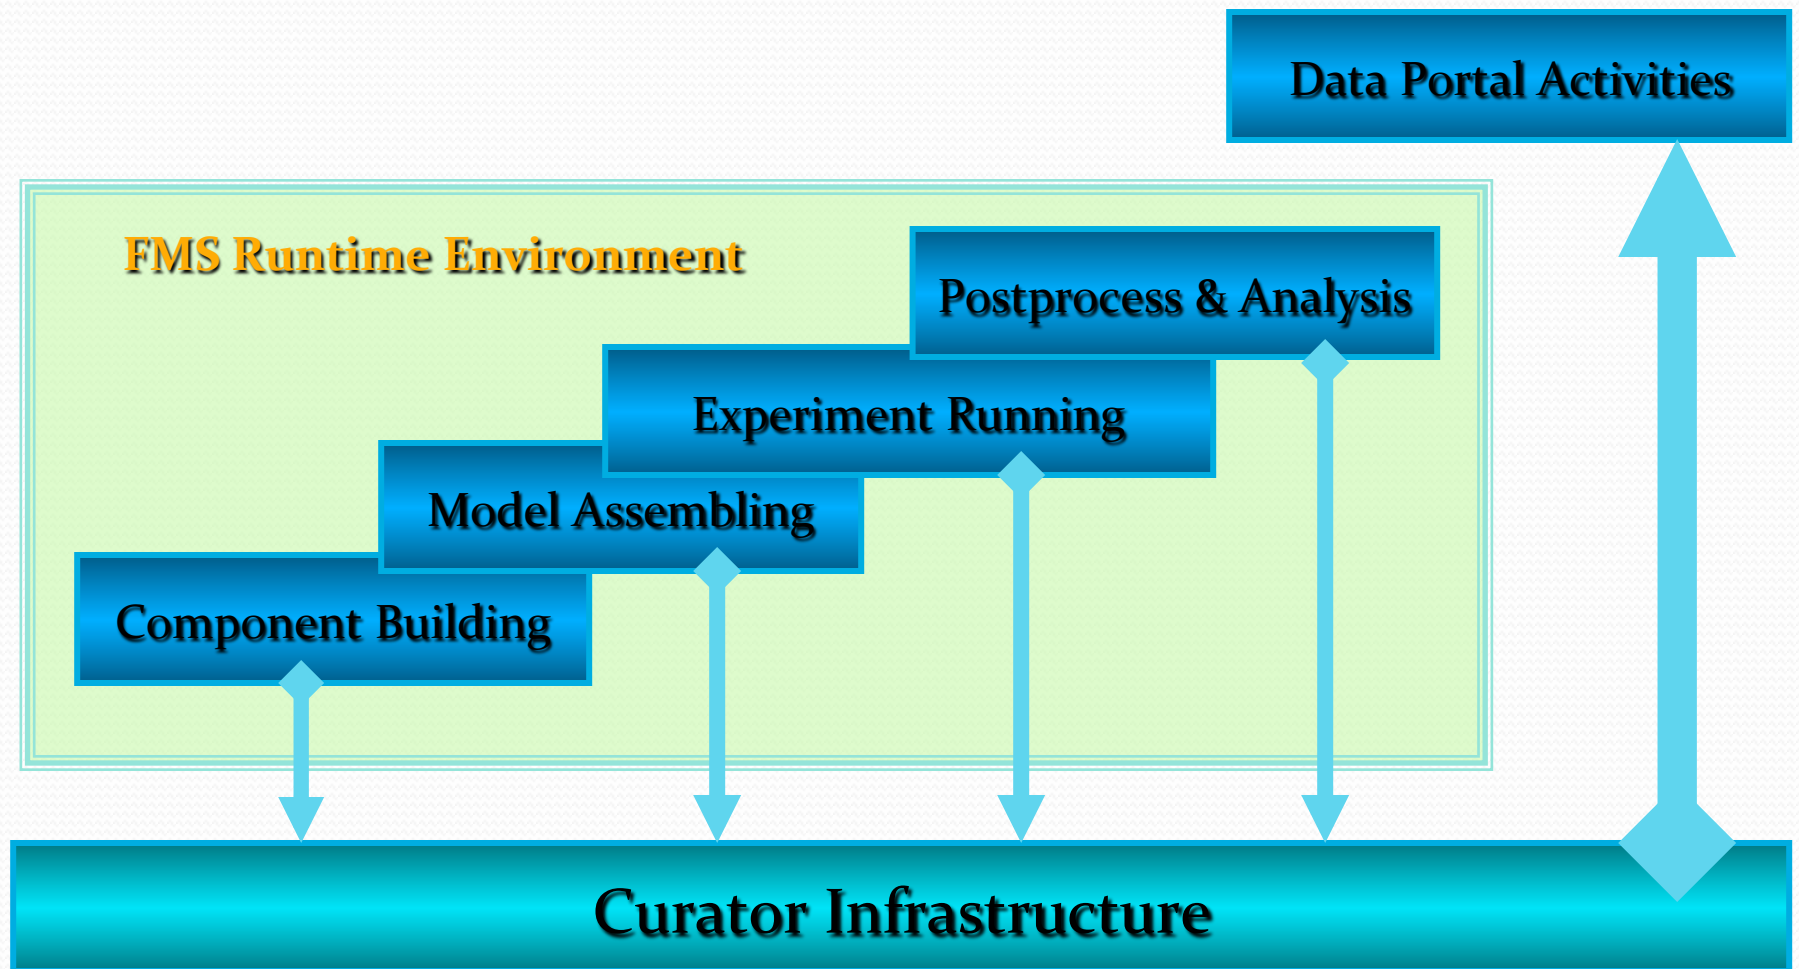 Data Portal Activities
FMS Runtime Environment
Postprocess & Analysis
Experiment Running
Model Assembling
Component Building
Curator Infrastructure